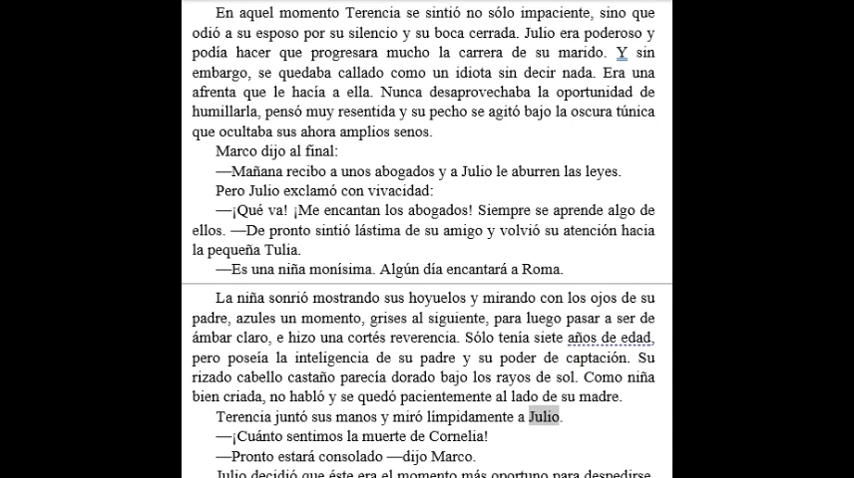 En aquel momento Terencia se sintió no sólo impaciente, sino que
odió a su esposo por su silencio y su boca cerrada. Julio era poderoso y
podía hacer que progresara mucho la carrera de su marido. Y sin
embargo, se quedaba callado como un idiota sin decir nada. Era una
afrenta que le hacía a ella. Nunca desaprovechaba la oportunidad de
humillarla, pensó muy resentida y su pecho se agitó bajo la oscura túnica
que ocultaba sus ahora amplios senos.
Marco dijo al final:
—Mañana recibo a unos abogados y a Julio le aburren las leyes.
Pero Julio exclamó con vivacidad:
—¡Qué va! ¡Me encantan los abogados! Siempre se aprende algo de
ellos. —De pronto sintió lástima de su amigo y volvió su atención hacia
la pequeña Tulia.
—Es una niña monísima. Algún día encantará a Roma.
La niña sonrió mostrando sus hoyuelos y mirando con los ojos de su
padre, azules un momento, grises al siguiente, para luego pasar a ser de
ámbar claro, e hizo una cortés reverencia. Sólo tenía siete años de edad,
pero poseía la inteligencia de su padre y su poder de captación. Su
rizado cabello castaño parecía dorado bajo los rayos de sol. Como niña
bien criada, no habló y se quedó pacientemente al lado de su madre.
Terencia juntó sus manos y miró límpidamente a Julio.
—¡Cuánto sentimos la muerte de Cornelia!
—Pronto estará consolado —dijo Marco.
Julio decidió que éste era el momento más oportuno para despedirse.